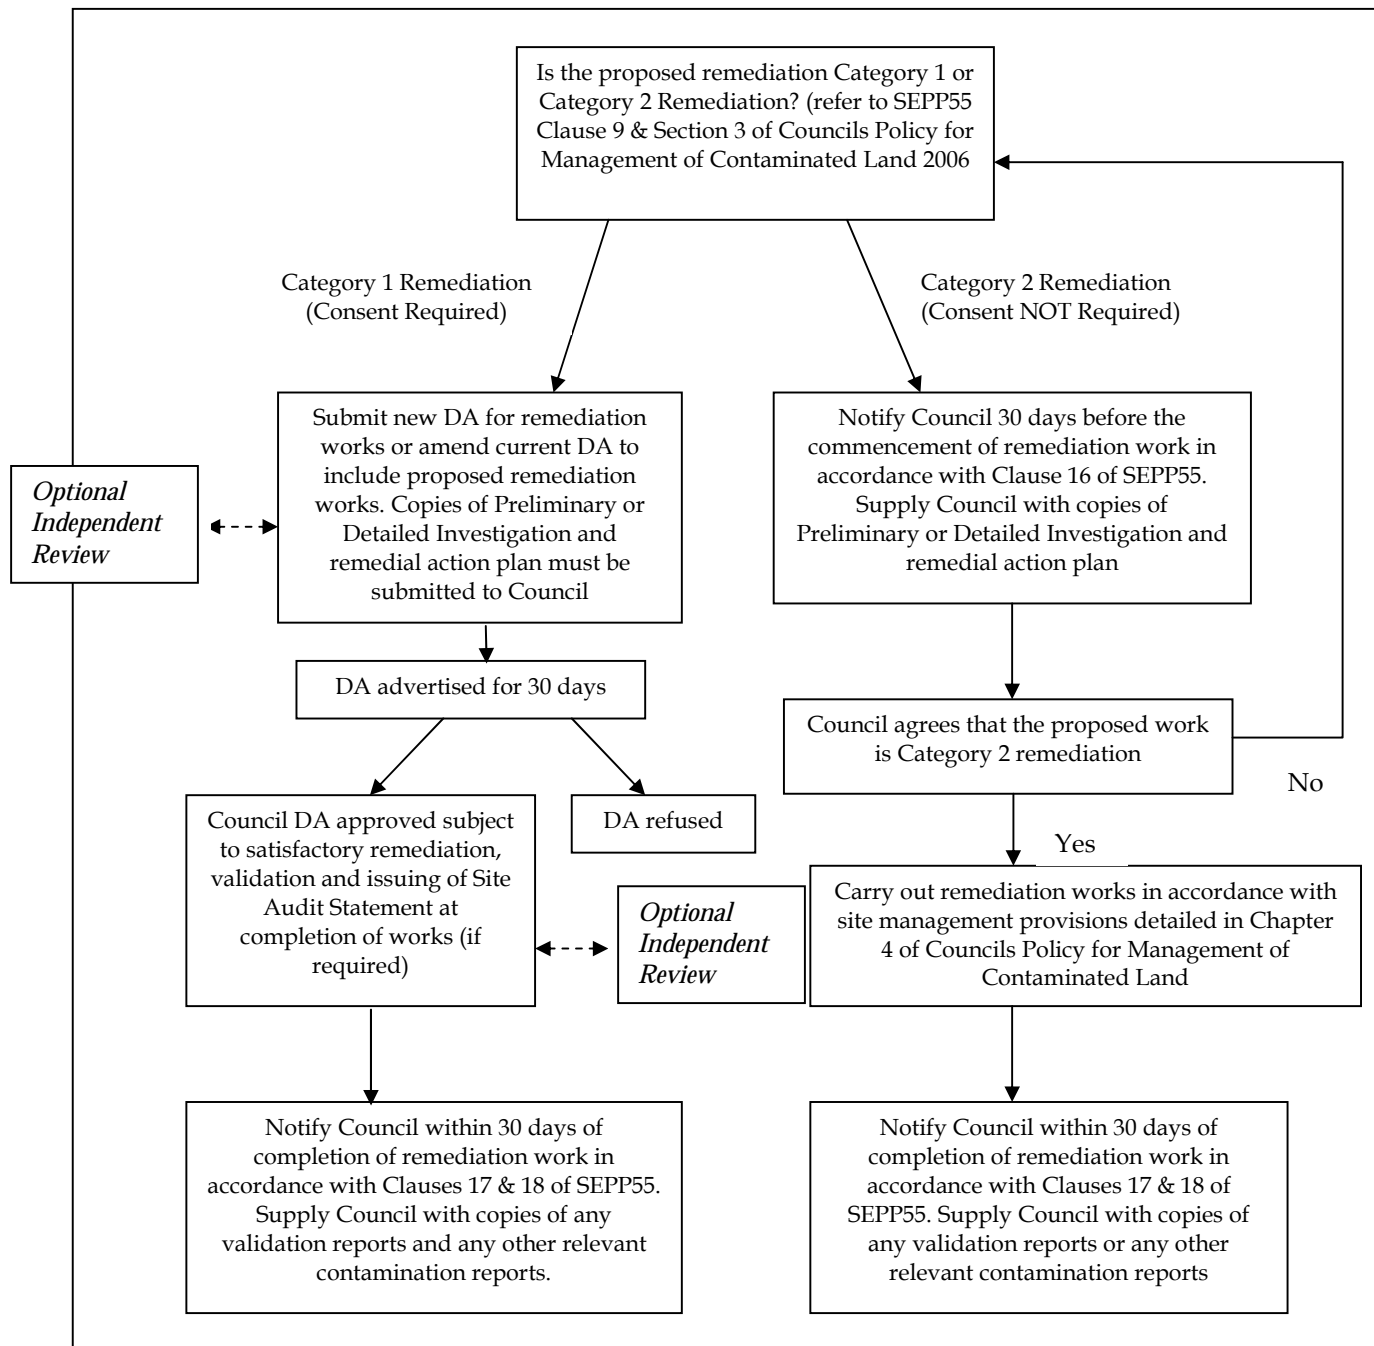 Is the proposed remediation Category 1 or
Category 2 Remediation? (refer to SEPP55
Clause 9 & Section 3 of Councils Policy for
Management of Contaminated Land 2006
Category 1 Remediation
(Consent Required)
Category 2 Remediation
(Consent NOT Required)
Submit new DA for remediation
works or amend current DA to
include proposed remediation
works. Copies of Preliminary or
Detailed Investigation and
remedial action plan must be
submitted to Council
Notify Council 30 days before the
commencement of remediation work in
accordance with Clause 16 of SEPP55.
Supply Council with copies of
Preliminary or Detailed Investigation and
remedial action plan
Optional
Independent
Review
DA advertised for 30 days
Council agrees that the proposed work
is Category 2 remediation
No
Yes
Council DA approved subject
to satisfactory remediation,
validation and issuing of Site
Audit Statement at
completion of works (if
required)
DA refused
Optional
Independent
Review
Carry out remediation works in accordance with
site management provisions detailed in Chapter
4 of Councils Policy for Management of
Contaminated Land
Notify Council within 30 days of
completion of remediation work in
accordance with Clauses 17 & 18 of SEPP55.
Supply Council with copies of any
validation reports and any other relevant
contamination reports.
Notify Council within 30 days of
completion of remediation work in
accordance with Clauses 17 & 18 of
SEPP55. Supply Council with copies of
any validation reports or any other
relevant contamination reports